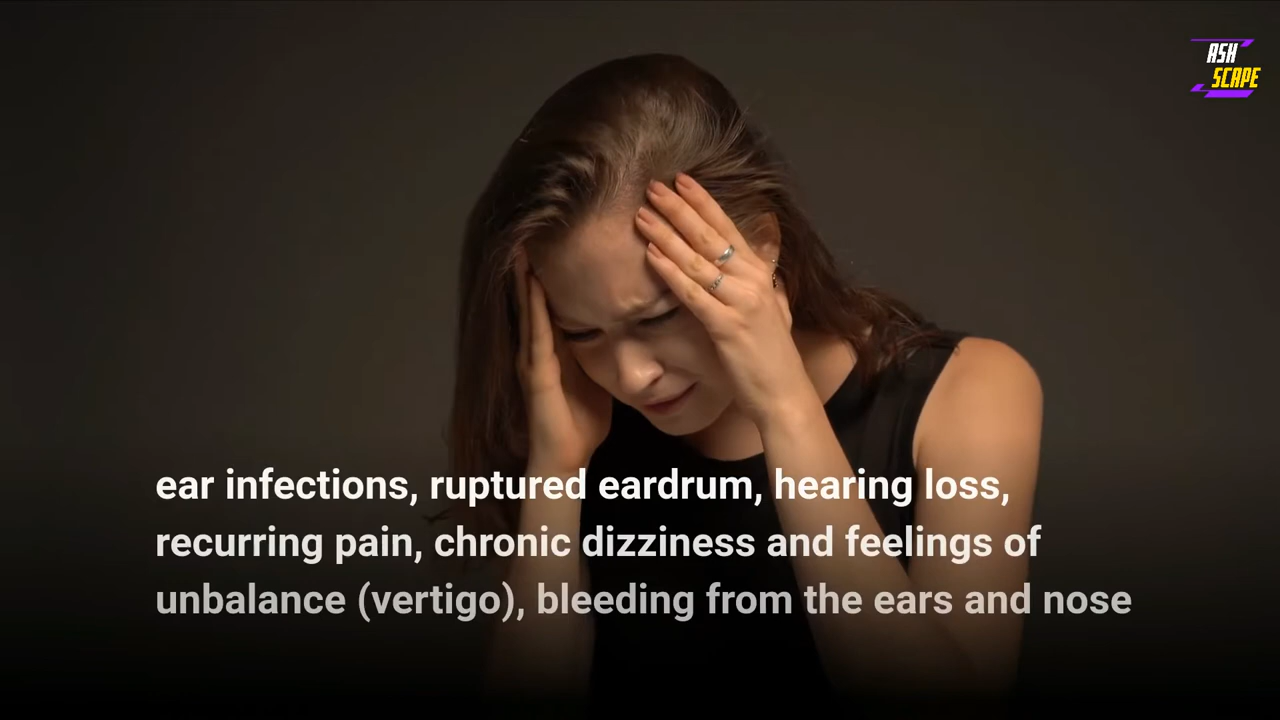 ASH
SCAPE
ear infections, ruptured eardrum, hearing loss,
recurring pain, chronic dizziness and feelings of
unbalance (vertigo), bleeding from the ears and nose